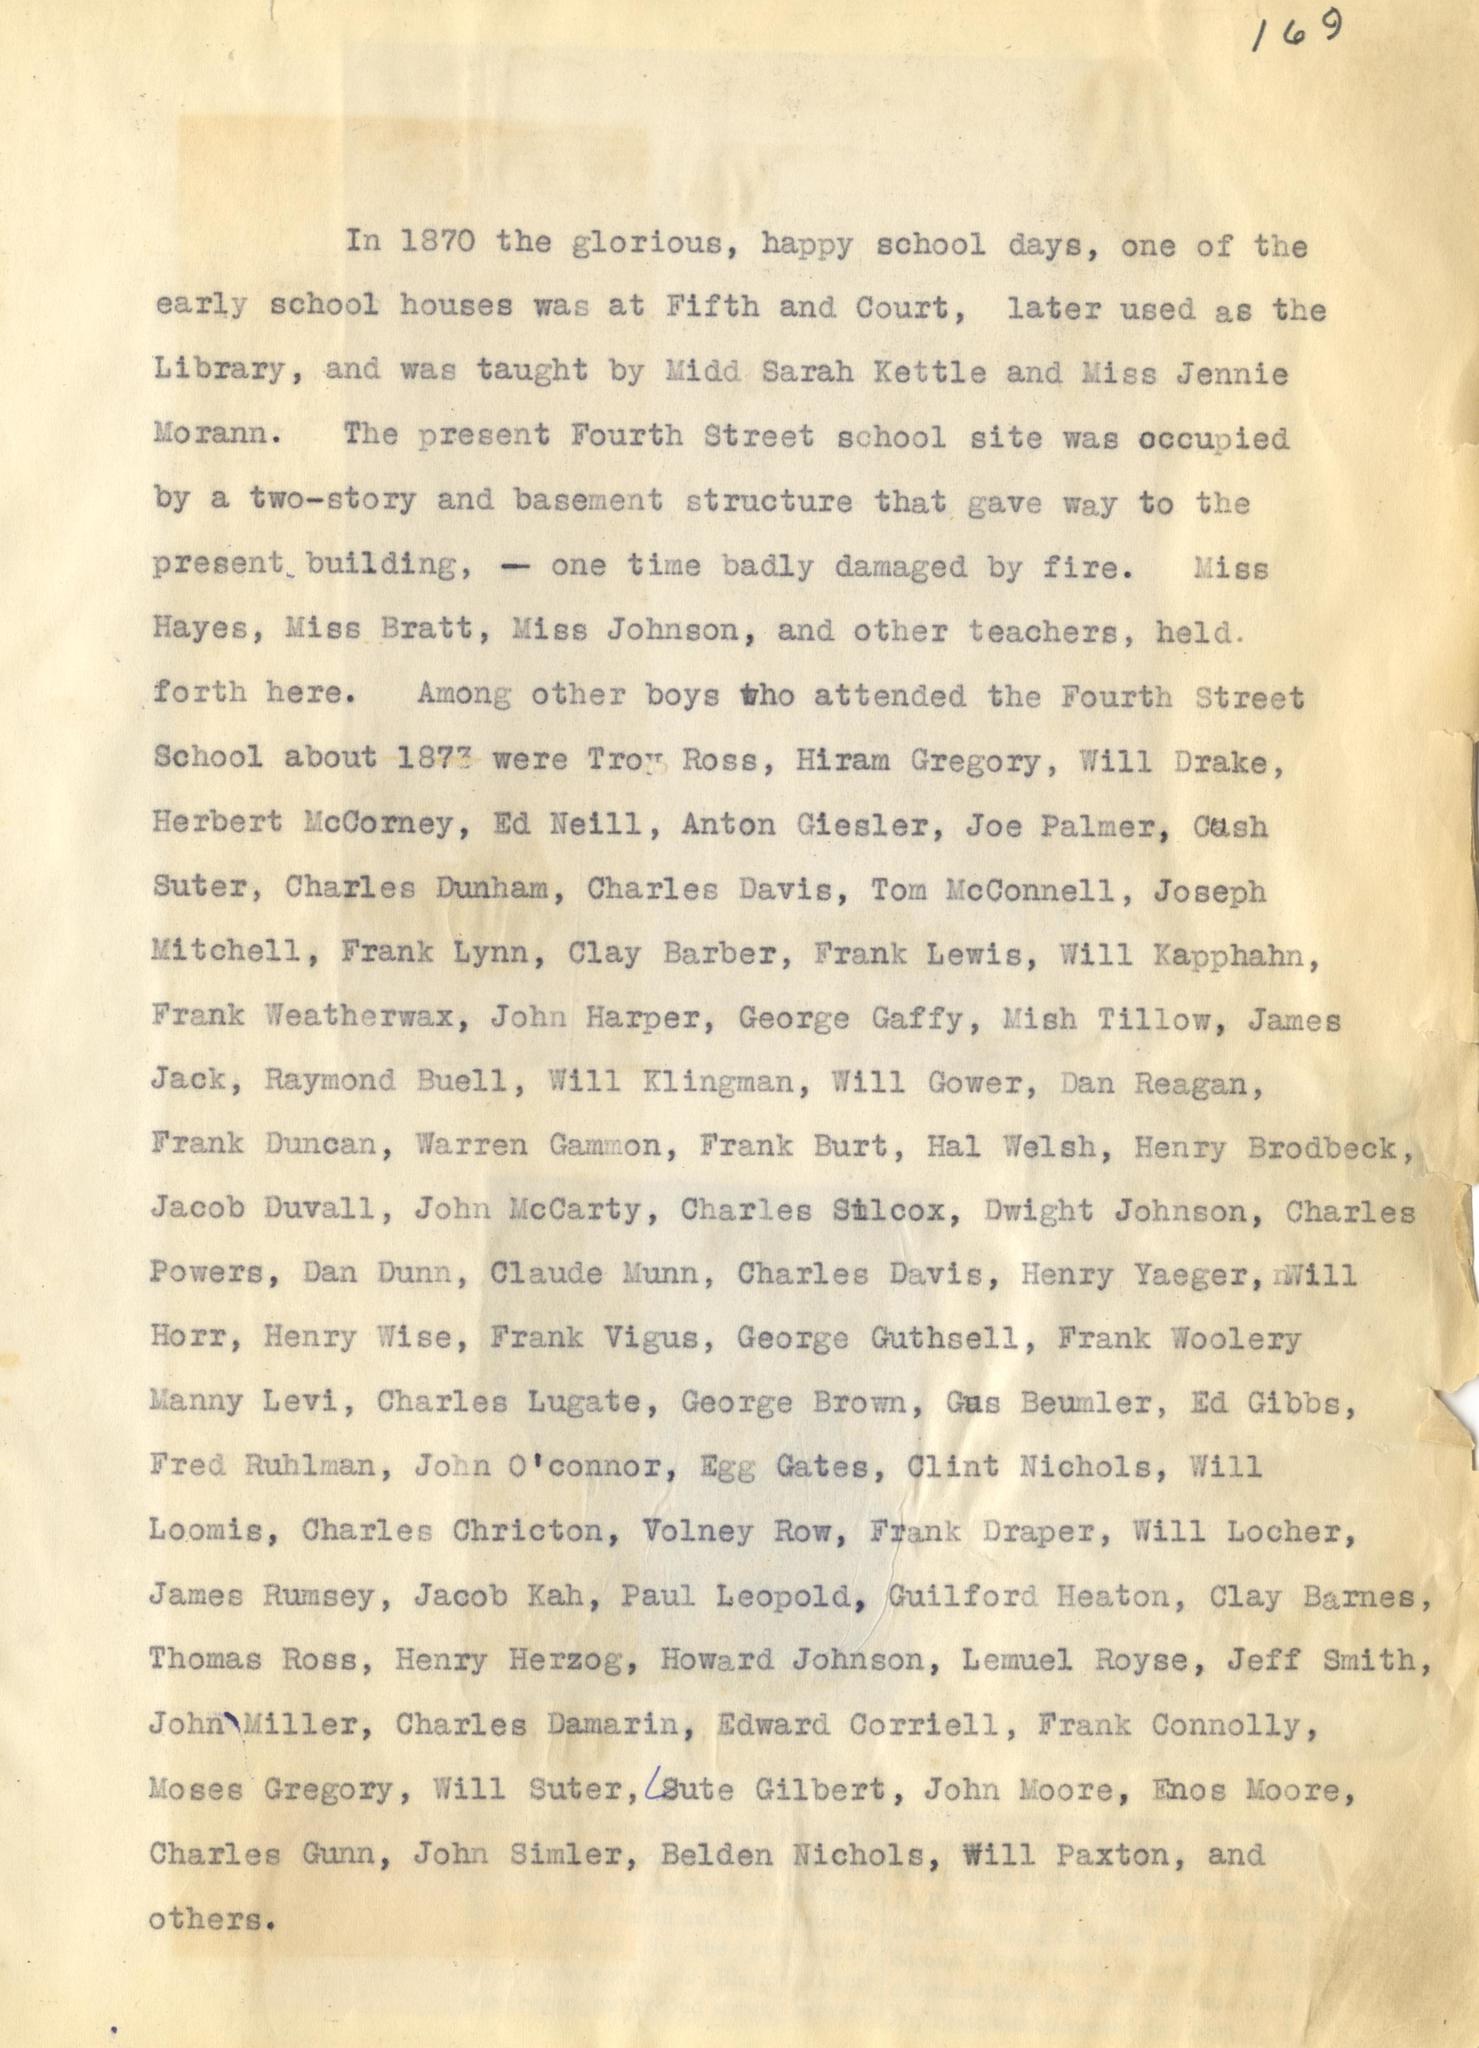 169
In 1870 the glorious, happy school days, one of the
early school houses was at Fifth and Court, later used as the
Library, and was taught by Midd Sarah Kettle and Miss Jennie
Morann. The present Fourth Street school site was occupied
by a two-story and basement structure that gave way to the
present building, - one time badly damaged by fire. Miss
Hayes, Miss Bratt, Miss Johnson, and other teachers, held.
forth here. Among other boys who attended the Fourth Street
School about 1873 were Troy Ross, Hiram Gregory, Will Drake,
Herbert McCorney, Ed Neill, Anton Giesler, Joe Palmer, Cush
Suter, Charles Dunham, Charles Davis, Tom McConnell, Joseph
Mitchell, Frank Lynn, Clay Barber, Frank Lewis, Will Kapphahn,
Frank Weatherwax, John Harper, George Gaffy, Mish Tillow, James
Jack, Raymond Buell, Will Klingman, Will Gower, Dan Reagan,
Frank Duncan, Warren Gammon, Frank Burt, Hal Welsh, Henry Brodbeck,
Jacob Duvall, John McCarty, Charles Silcox, Dwight Johnson, Charles
Powers, Dan Dunn, Claude Munn, Charles Davis, Henry Yaeger, Will
Horr, Henry Wise, Frank Vigus, George Guthsell, Frank Woolery
Manny Levi, Charles Lugate, George Brown, Gus Beumler, Ed Gibbs,
Fred Ruhlman, John O'connor, Egg Gates, Clint Nichols, Will
Loomis, Charles Chricton, Volney Row, Frank Draper, Will Locher,
James Rumsey, Jacob Kah, Paul Leopold, Guilford Heaton, Clay Barnes,
Thomas Ross, Henry Herzog, Howard Johnson, Lemuel Royse, Jeff Smith,
John Miller, Charles Damarin, Edward Corriell, Frank Connolly,
Moses Gregory, Will Suter, Sute Gilbert, John Moore, Enos Moore,
Charles Gunn, John Simler, Belden Nichols, Will Paxton, and
others.